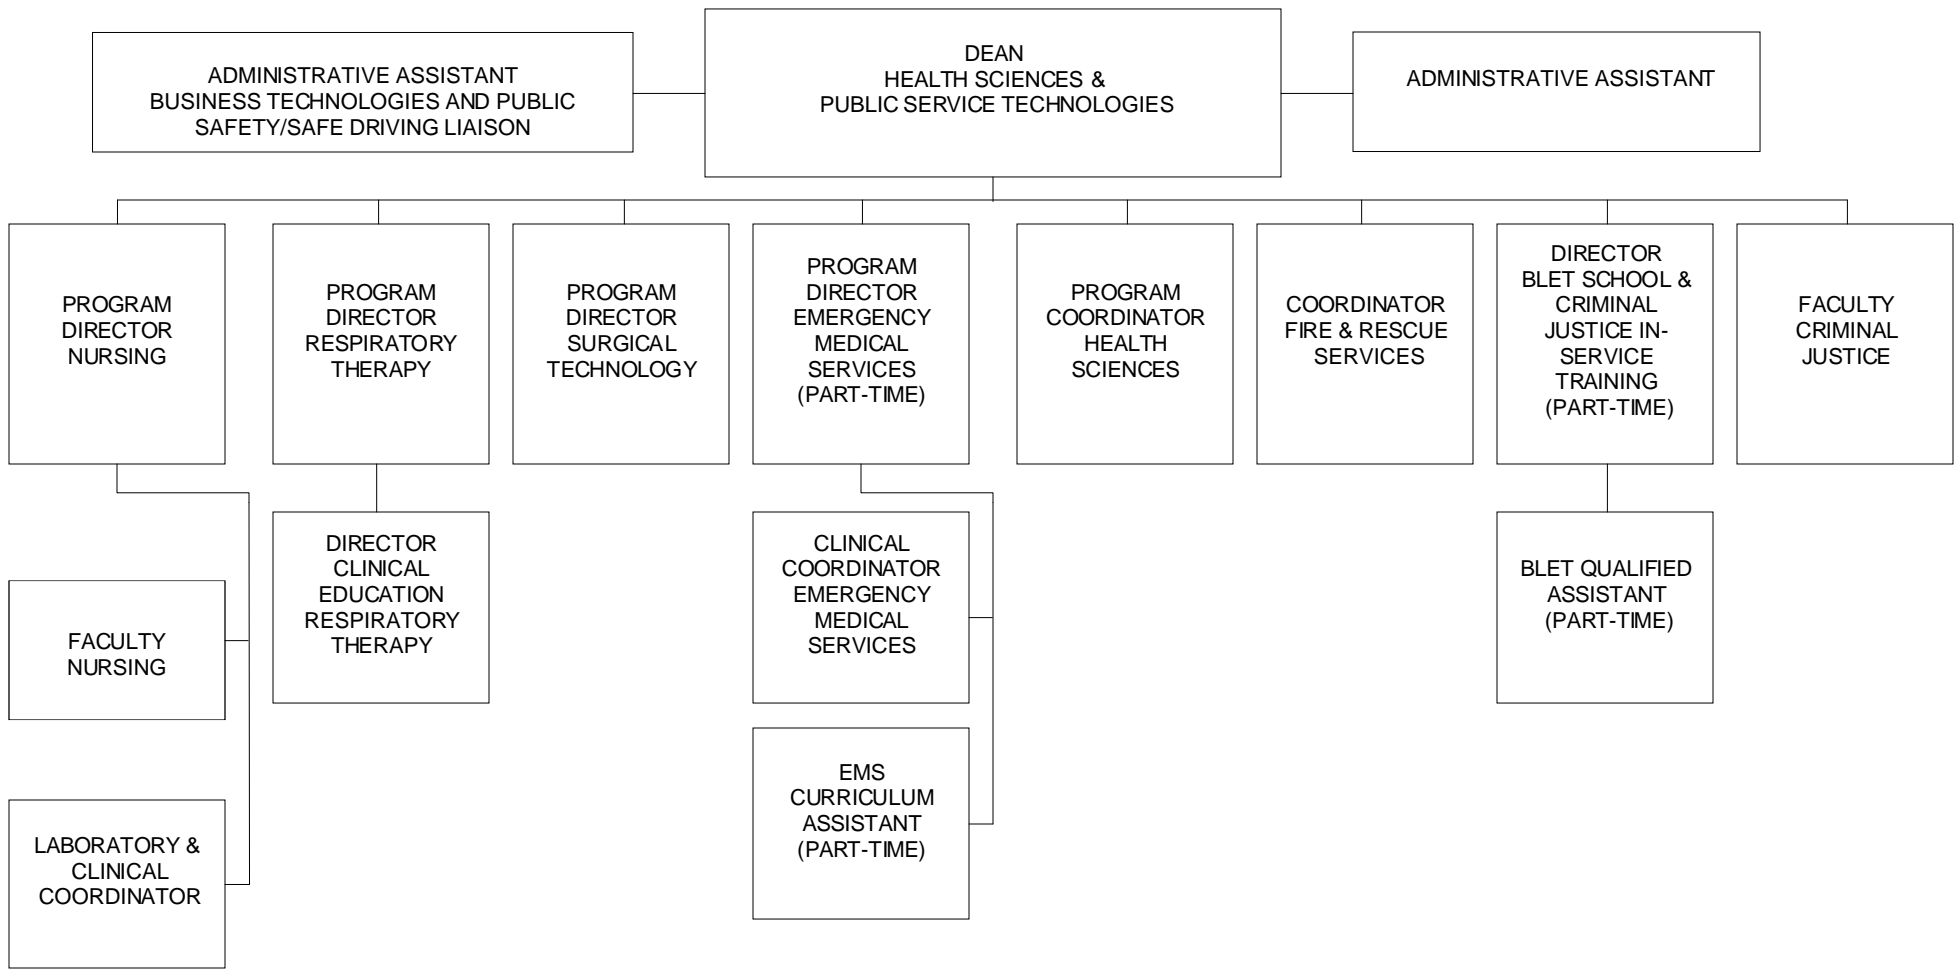 ADMINISTRATIVE ASSISTANT
BUSINESS TECHNOLOGIES AND PUBLIC
SAFETY/SAFE DRIVING LIAISON
DEAN
HEALTH SCIENCES &
PUBLIC SERVICE TECHNOLOGIES
ADMINISTRATIVE ASSISTANT
PROGRAM
DIRECTOR
NURSING
PROGRAM
DIRECTOR
RESPIRATORY
THERAPY
PROGRAM
DIRECTOR
SURGICAL
TECHNOLOGY
PROGRAM
DIRECTOR
EMERGENCY
MEDICAL
SERVICES
(PART-TIME)
PROGRAM
COORDINATOR
HEALTH
SCIENCES
COORDINATOR
FIRE & RESCUE
SERVICES
DIRECTOR
BLET SCHOOL &
CRIMINAL
JUSTICE IN-
SERVICE
TRAINING
(PART-TIME)
FACULTY
CRIMINAL
JUSTICE
FACULTY
NURSING
DIRECTOR
CLINICAL
EDUCATION
RESPIRATORY
THERAPY
CLINICAL
COORDINATOR
EMERGENCY
MEDICAL
SERVICES
BLET QUALIFIED
ASSISTANT
(PART-TIME)
LABORATORY &
CLINICAL
COORDINATOR
EMS
CURRICULUM
ASSISTANT
(PART-TIME)